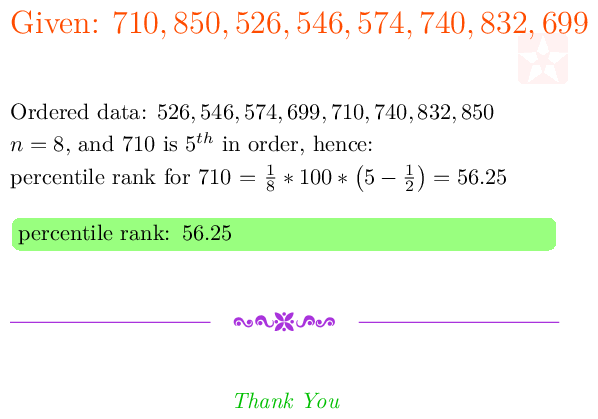 Given: 710, 850, 526, 546, 574, 740, 832, 699
Ordered data: 526, 546, 574, 699, 710, 740, 832, 850
n = 8, and 710 is 5^{th} in order, hence:
percentile rank for 710 = \frac{1}{8} * 100 * \left(5 - \frac{1}{2}\right) = 56.25
percentile rank: 56.25
Thank You